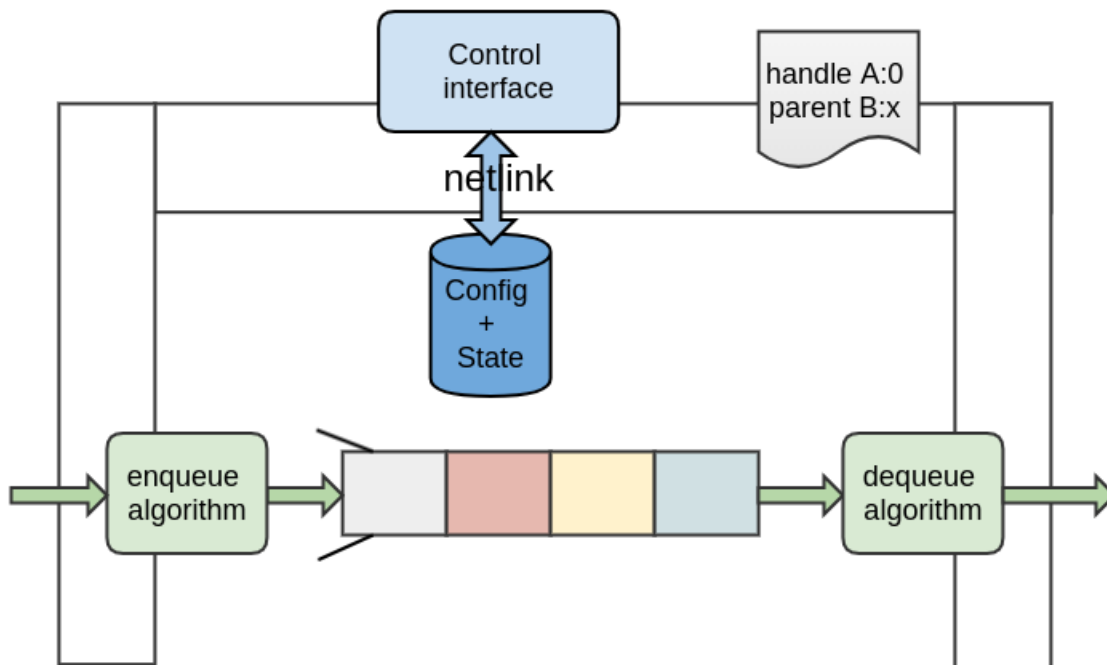 Control
interface
handle A:0
parent B:x
netlink
Config
+
State
enqueue
algorithm
dequeue
algorithm